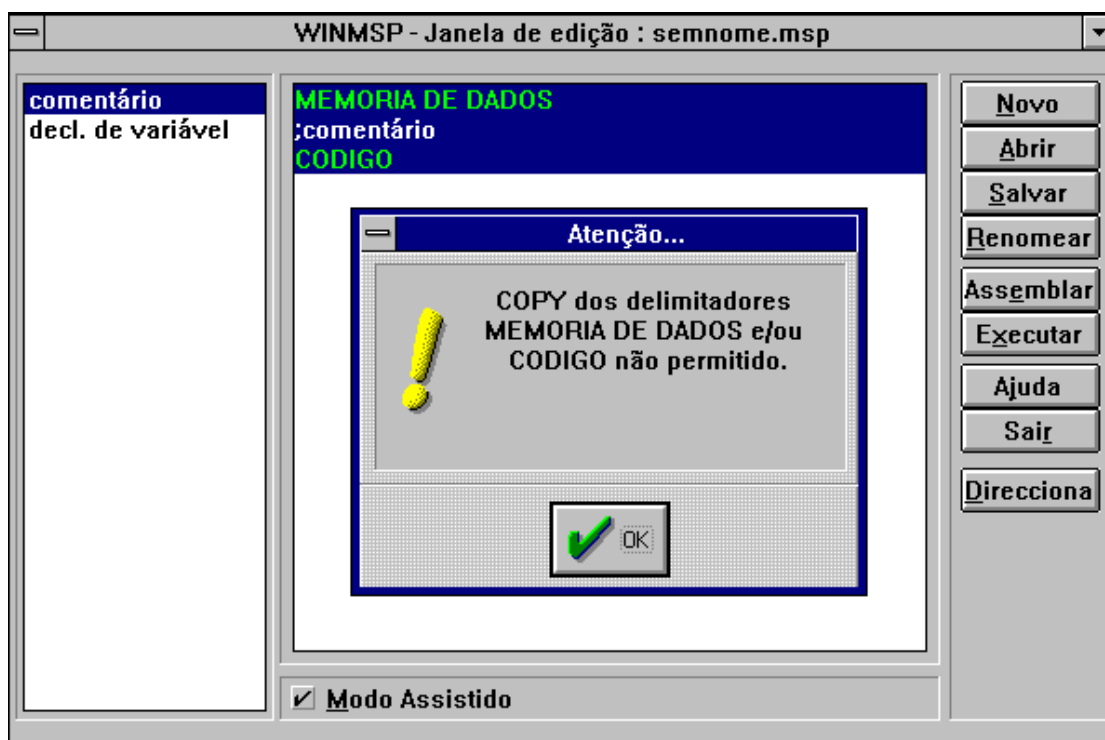 WINMSP - Janela de edição : semnome.msp
comentário
decl. de variável
MEMORIA DE DADOS
;comentário
CODIGO
Atenção...
COPY dos delimitadores
MEMORIA DE DADOS e/ou
CODIGO não permitido.
OK
Modo Assistido
Novo
Abrir
Salvar
Renomear
Assemblar
Executar
Ajuda
Sair
Direcciona